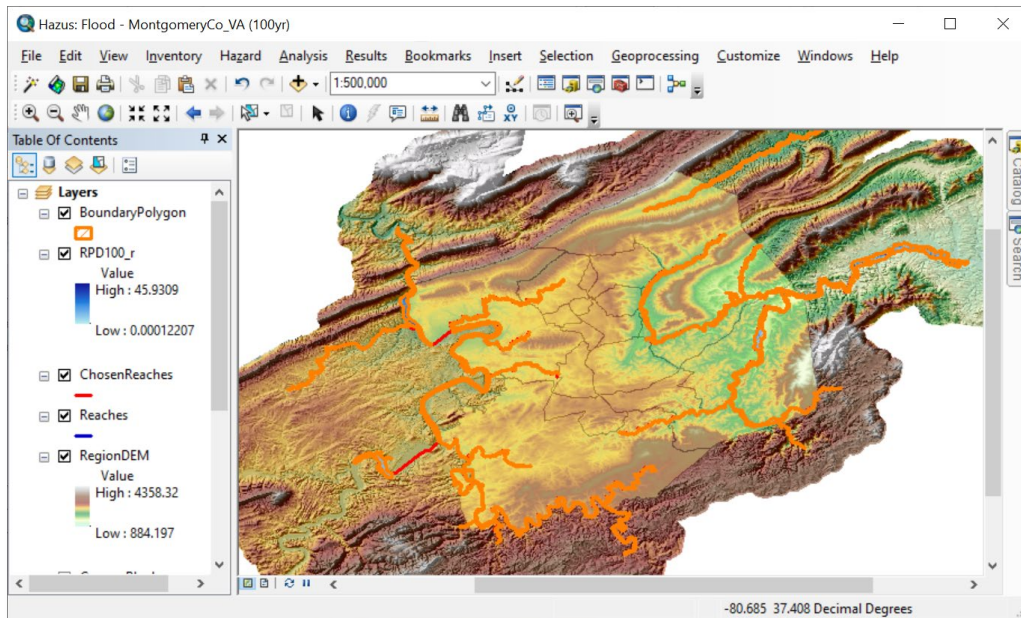 Hazus: Flood - MontgomeryCo_VA (100yr)
File Edit View Inventory Hazard Analysis Results Bookmarks Insert Selection Geoprocessing Customize Windows Help
1:500,000
XY
Table Of Contents
Layers
BoundaryPolygon
RPD100_r
Value
High : 45.9309
Low : 0.00012207
ChosenReaches
Reaches
RegionDEM
Value
High : 4358.32
Low : 884.197
Catalog
Search
-80.685 37.408 Decimal Degrees